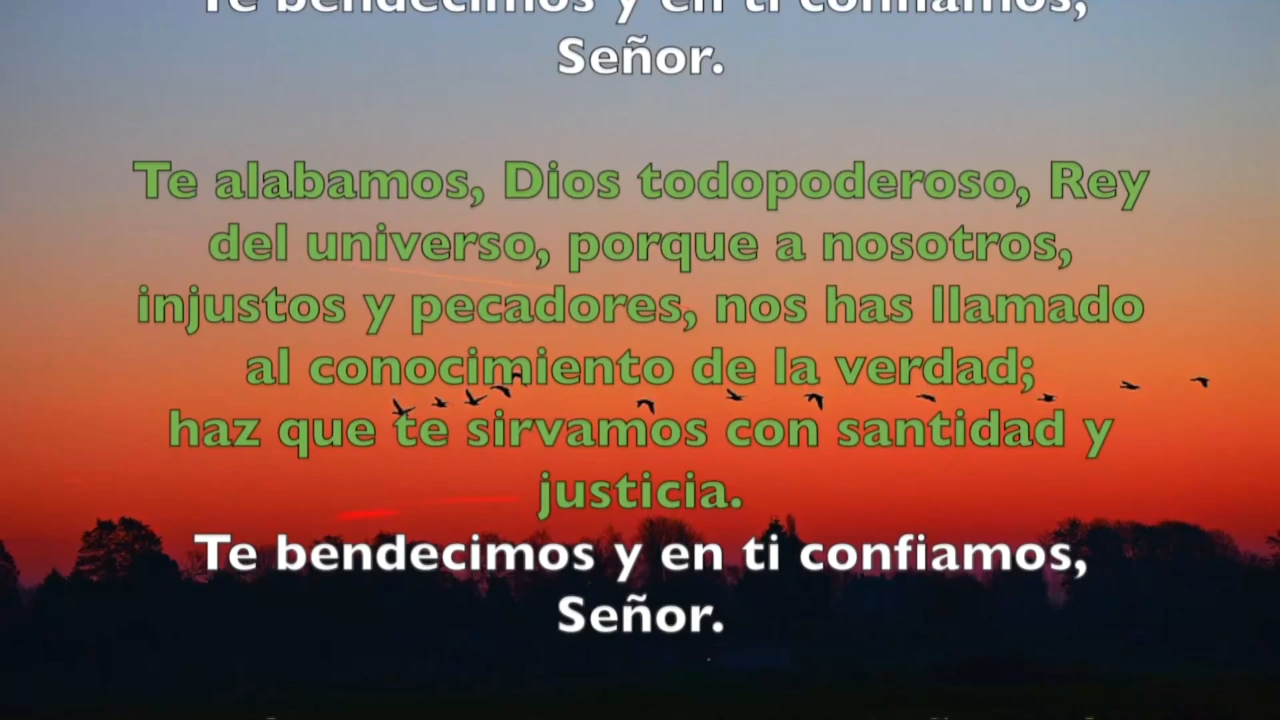 Te bendecimos y en ti confiamos,
Señor.
Te alabamos, Dios todopoderoso, Rey
del universo, porque a nosotros,
injustos y pecadores, nos has llamado
al conocimiento de la verdad;
haz que te sirvamos con santidad y
justicia.
Te bendecimos y en ti confiamos,
Señor.